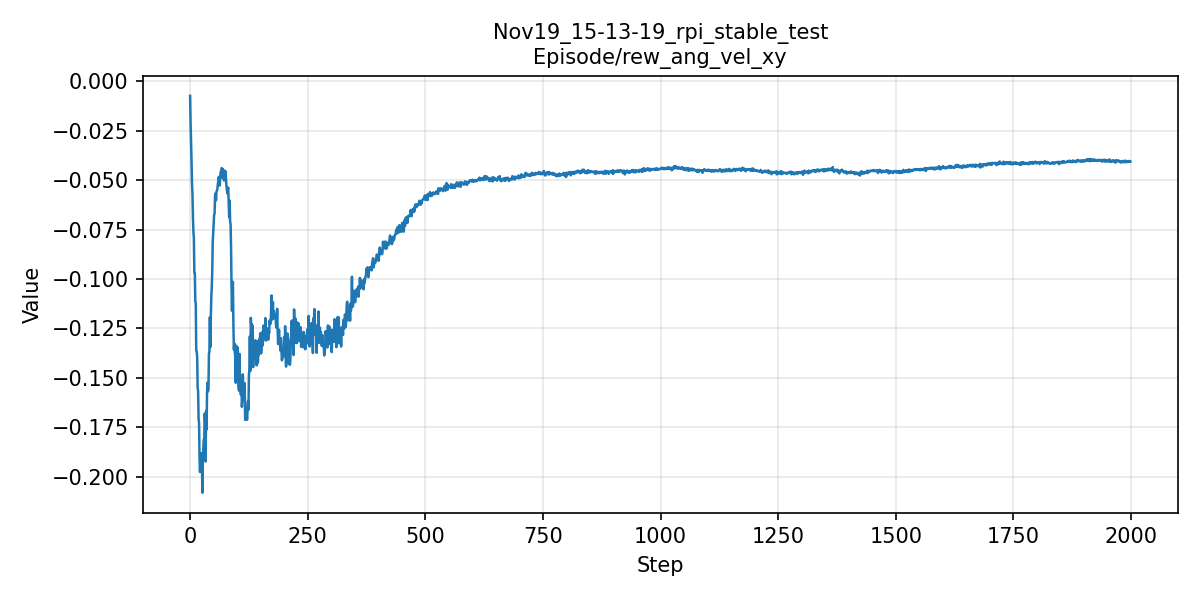 Nov19_15-13-19_rpi_stable_test
Episode/rew_ang_vel_xy
0.000
−0.025
−0.050
−0.075
−0.100
−0.125
−0.150
−0.175
−0.200
Value
0 250 500 750 1000 1250 1500 1750 2000
Step